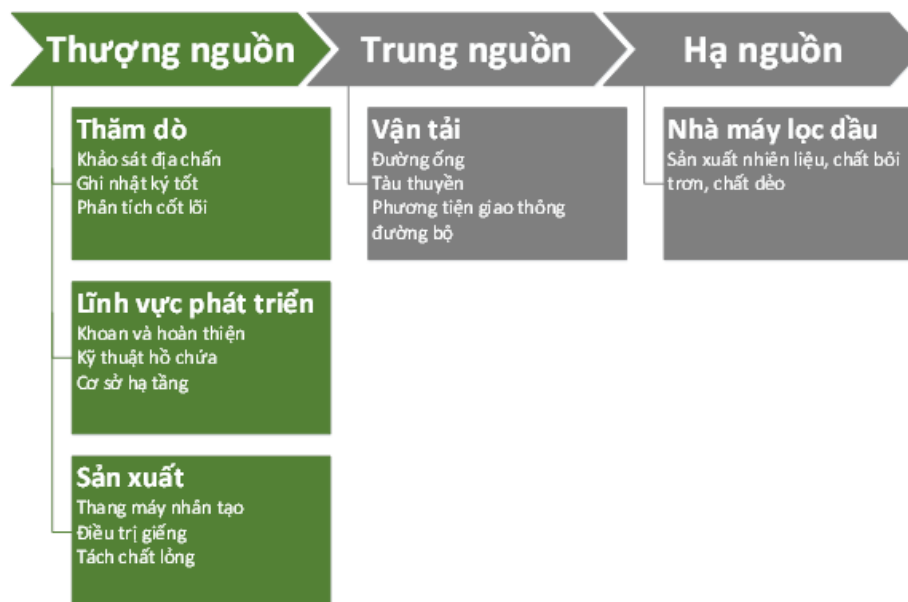 Thượng nguồn
Trung nguồn
Hạ nguồn
Thăm dò
Khảo sát địa chấn
Ghi nhật ký tốt
Phân tích cốt lõi
Lĩnh vực phát triển
Khoan và hoàn thiện
Kỹ thuật hồ chứa
Cơ sở hạ tầng
Sản xuất
Thang máy nhân tạo
Điều trị giếng
Tách chất lỏng
Vận tải
Đường ống
Tàu thuyền
Phương tiện giao thông
đường bộ
Nhà máy lọc dầu
Sản xuất nhiên liệu, chất bôi
trơn, chất dẻo